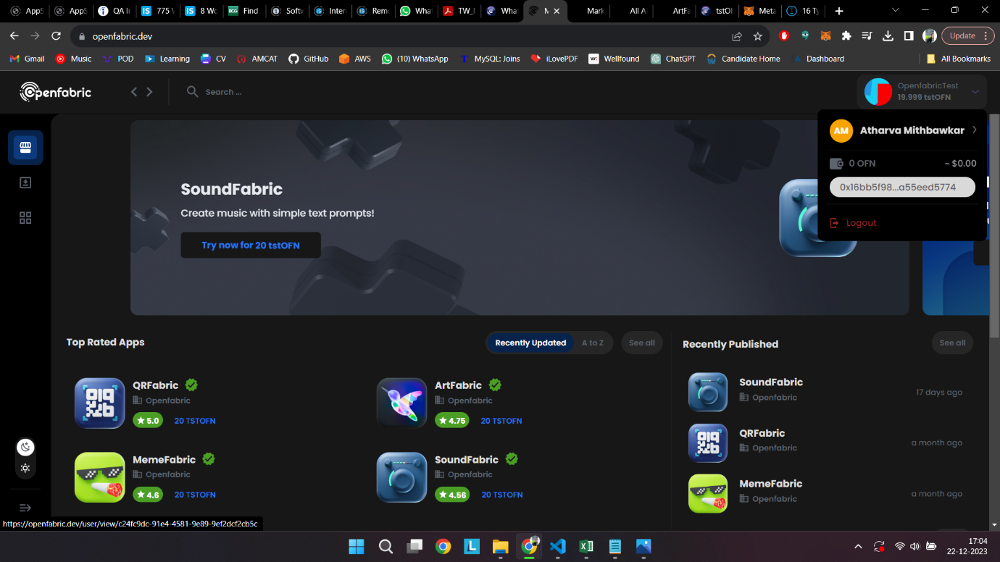 AppS
AppS
QA In
775 V
8 Wo
Find
Softv
Inter
Rem
What
TW_
What
M
Mark
All A
ArtFa
tstOF
Meta
16 Ty
openfabric.dev
Update
Gmail
Music
POD
Learning
CV
AMCAT
GitHub
AWS
(10) WhatsApp
MySQL: Joins
iLovePDF
Wellfound
ChatGPT
Candidate Home
Dashboard
All Bookmarks
Openfabric
Search ...
OpenfabricTest
19.999 tstOFN
AM
Atharva Mithbawkar
0 OFN
~ $0.00
0x16bb5f98...a55eed5774
Logout
SoundFabric
Create music with simple text prompts!
Try now for 20 tstOFN
Top Rated Apps
Recently Updated
A to Z
See all
QRFabric
Openfabric
5.0
20 TSTOFN
ArtFabric
Openfabric
4.75
20 TSTOFN
MemeFabric
Openfabric
4.6
20 TSTOFN
SoundFabric
Openfabric
4.56
20 TSTOFN
Recently Published
See all
SoundFabric
Openfabric
17 days ago
QRFabric
Openfabric
a month ago
MemeFabric
Openfabric
a month ago
https://openfabric.dev/user/view/c24fc9dc-91e4-4581-9e89-9ef2dcf2cb5c
17:04
22-12-2023